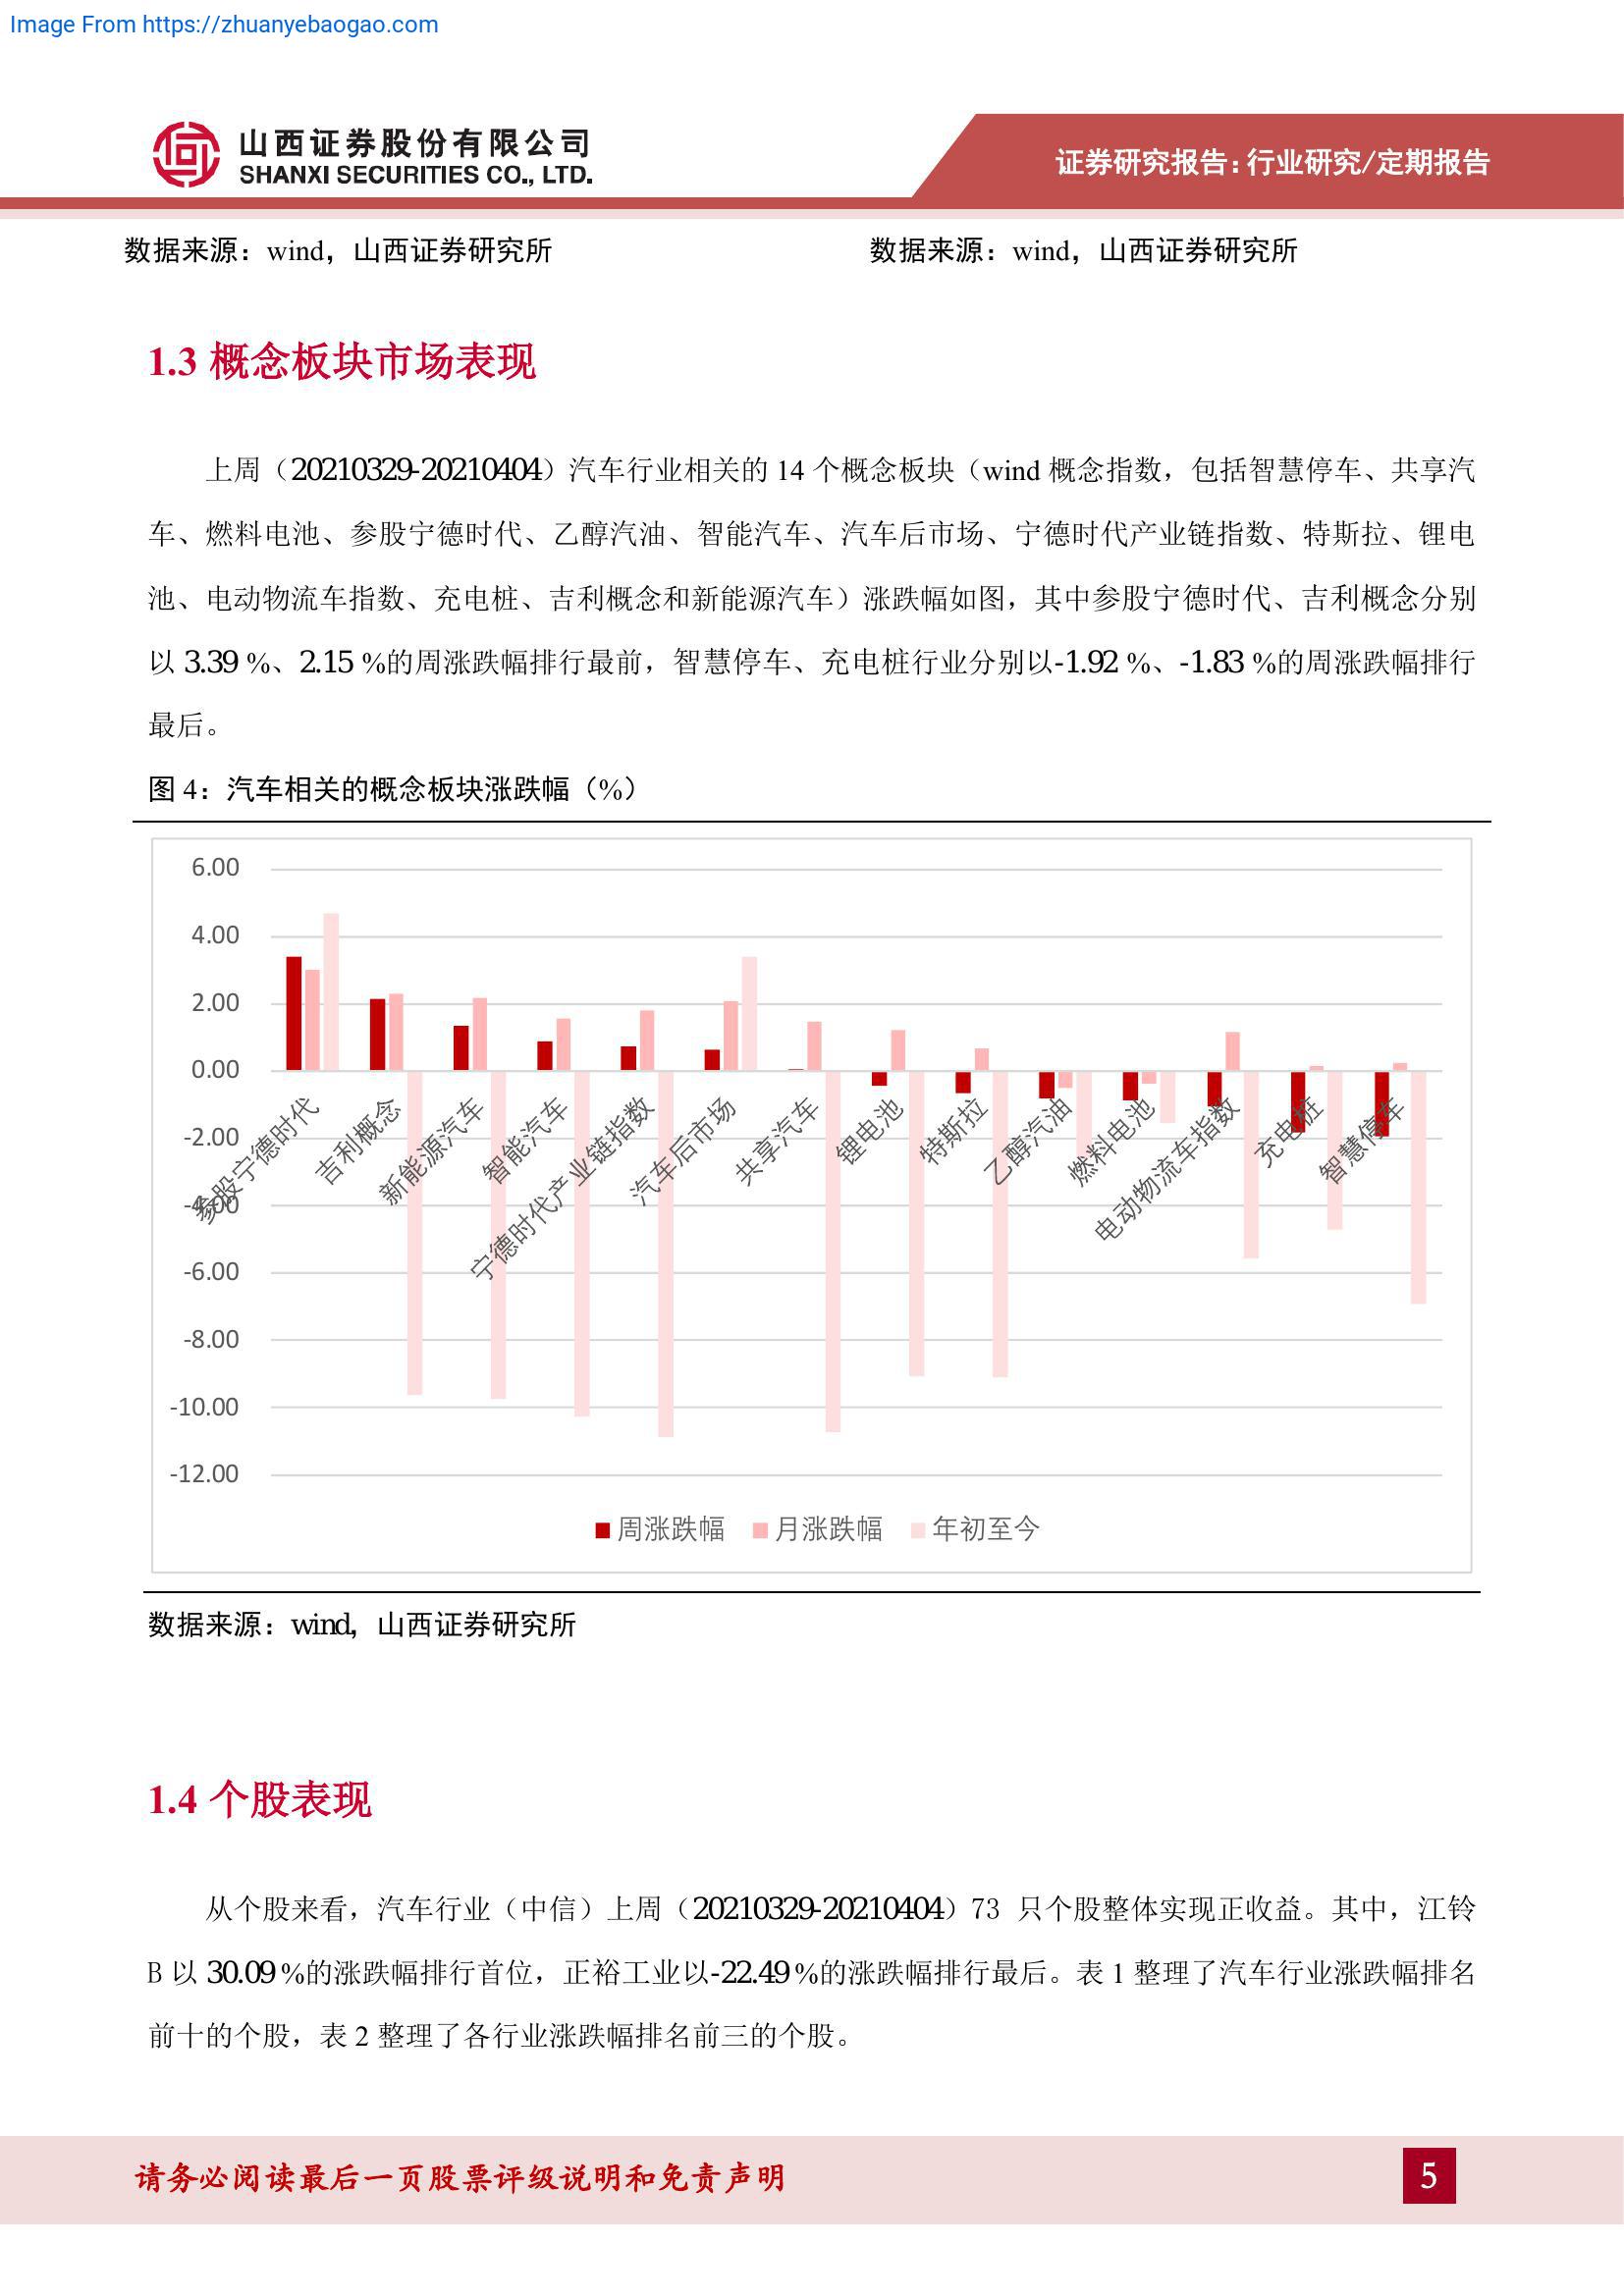 Image From https://zhuanyebaogao.com
山西证券股份有限公司
SHANXI SECURITIES CO., LTD.
证券研究报告:行业研究/定期报告
数据来源：wind，山西证券研究所
数据来源：wind，山西证券研究所
1.3 概念板块市场表现
上周（20210329-20210404）汽车行业相关的 14 个概念板块（wind 概念指数，包括智慧停车、共享汽
车、燃料电池、参股宁德时代、乙醇汽油、智能汽车、汽车后市场、宁德时代产业链指数、特斯拉、锂电
池、电动物流车指数、充电桩、吉利概念和新能源汽车）涨跌幅如图，其中参股宁德时代、吉利概念分别
以 3.39 %、2.15 %的周涨跌幅排行最前，智慧停车、充电桩行业分别以-1.92 %、-1.83 %的周涨跌幅排行
最后。
图 4：汽车相关的概念板块涨跌幅（%）
6.00
4.00
2.00
0.00
-2.00
-4.00
-6.00
-8.00
-10.00
-12.00
参股宁德时代
吉利概念
新能源汽车
智能汽车
宁德时代产业链指数
汽车后市场
共享汽车
锂电池
特斯拉
乙醇汽油
燃料电池
电动物流车指数
充电桩
智慧停车
周涨跌幅 月涨跌幅 年初至今
数据来源：wind，山西证券研究所
1.4 个股表现
从个股来看，汽车行业（中信）上周（20210329-20210404）73 只个股整体实现正收益。其中，江铃
B 以 30.09 %的涨跌幅排行首位，正裕工业以-22.49 %的涨跌幅排行最后。表 1 整理了汽车行业涨跌幅排名
前十的个股，表 2 整理了各行业涨跌幅排名前三的个股。
请务必阅读最后一页股票评级说明和免责声明
5